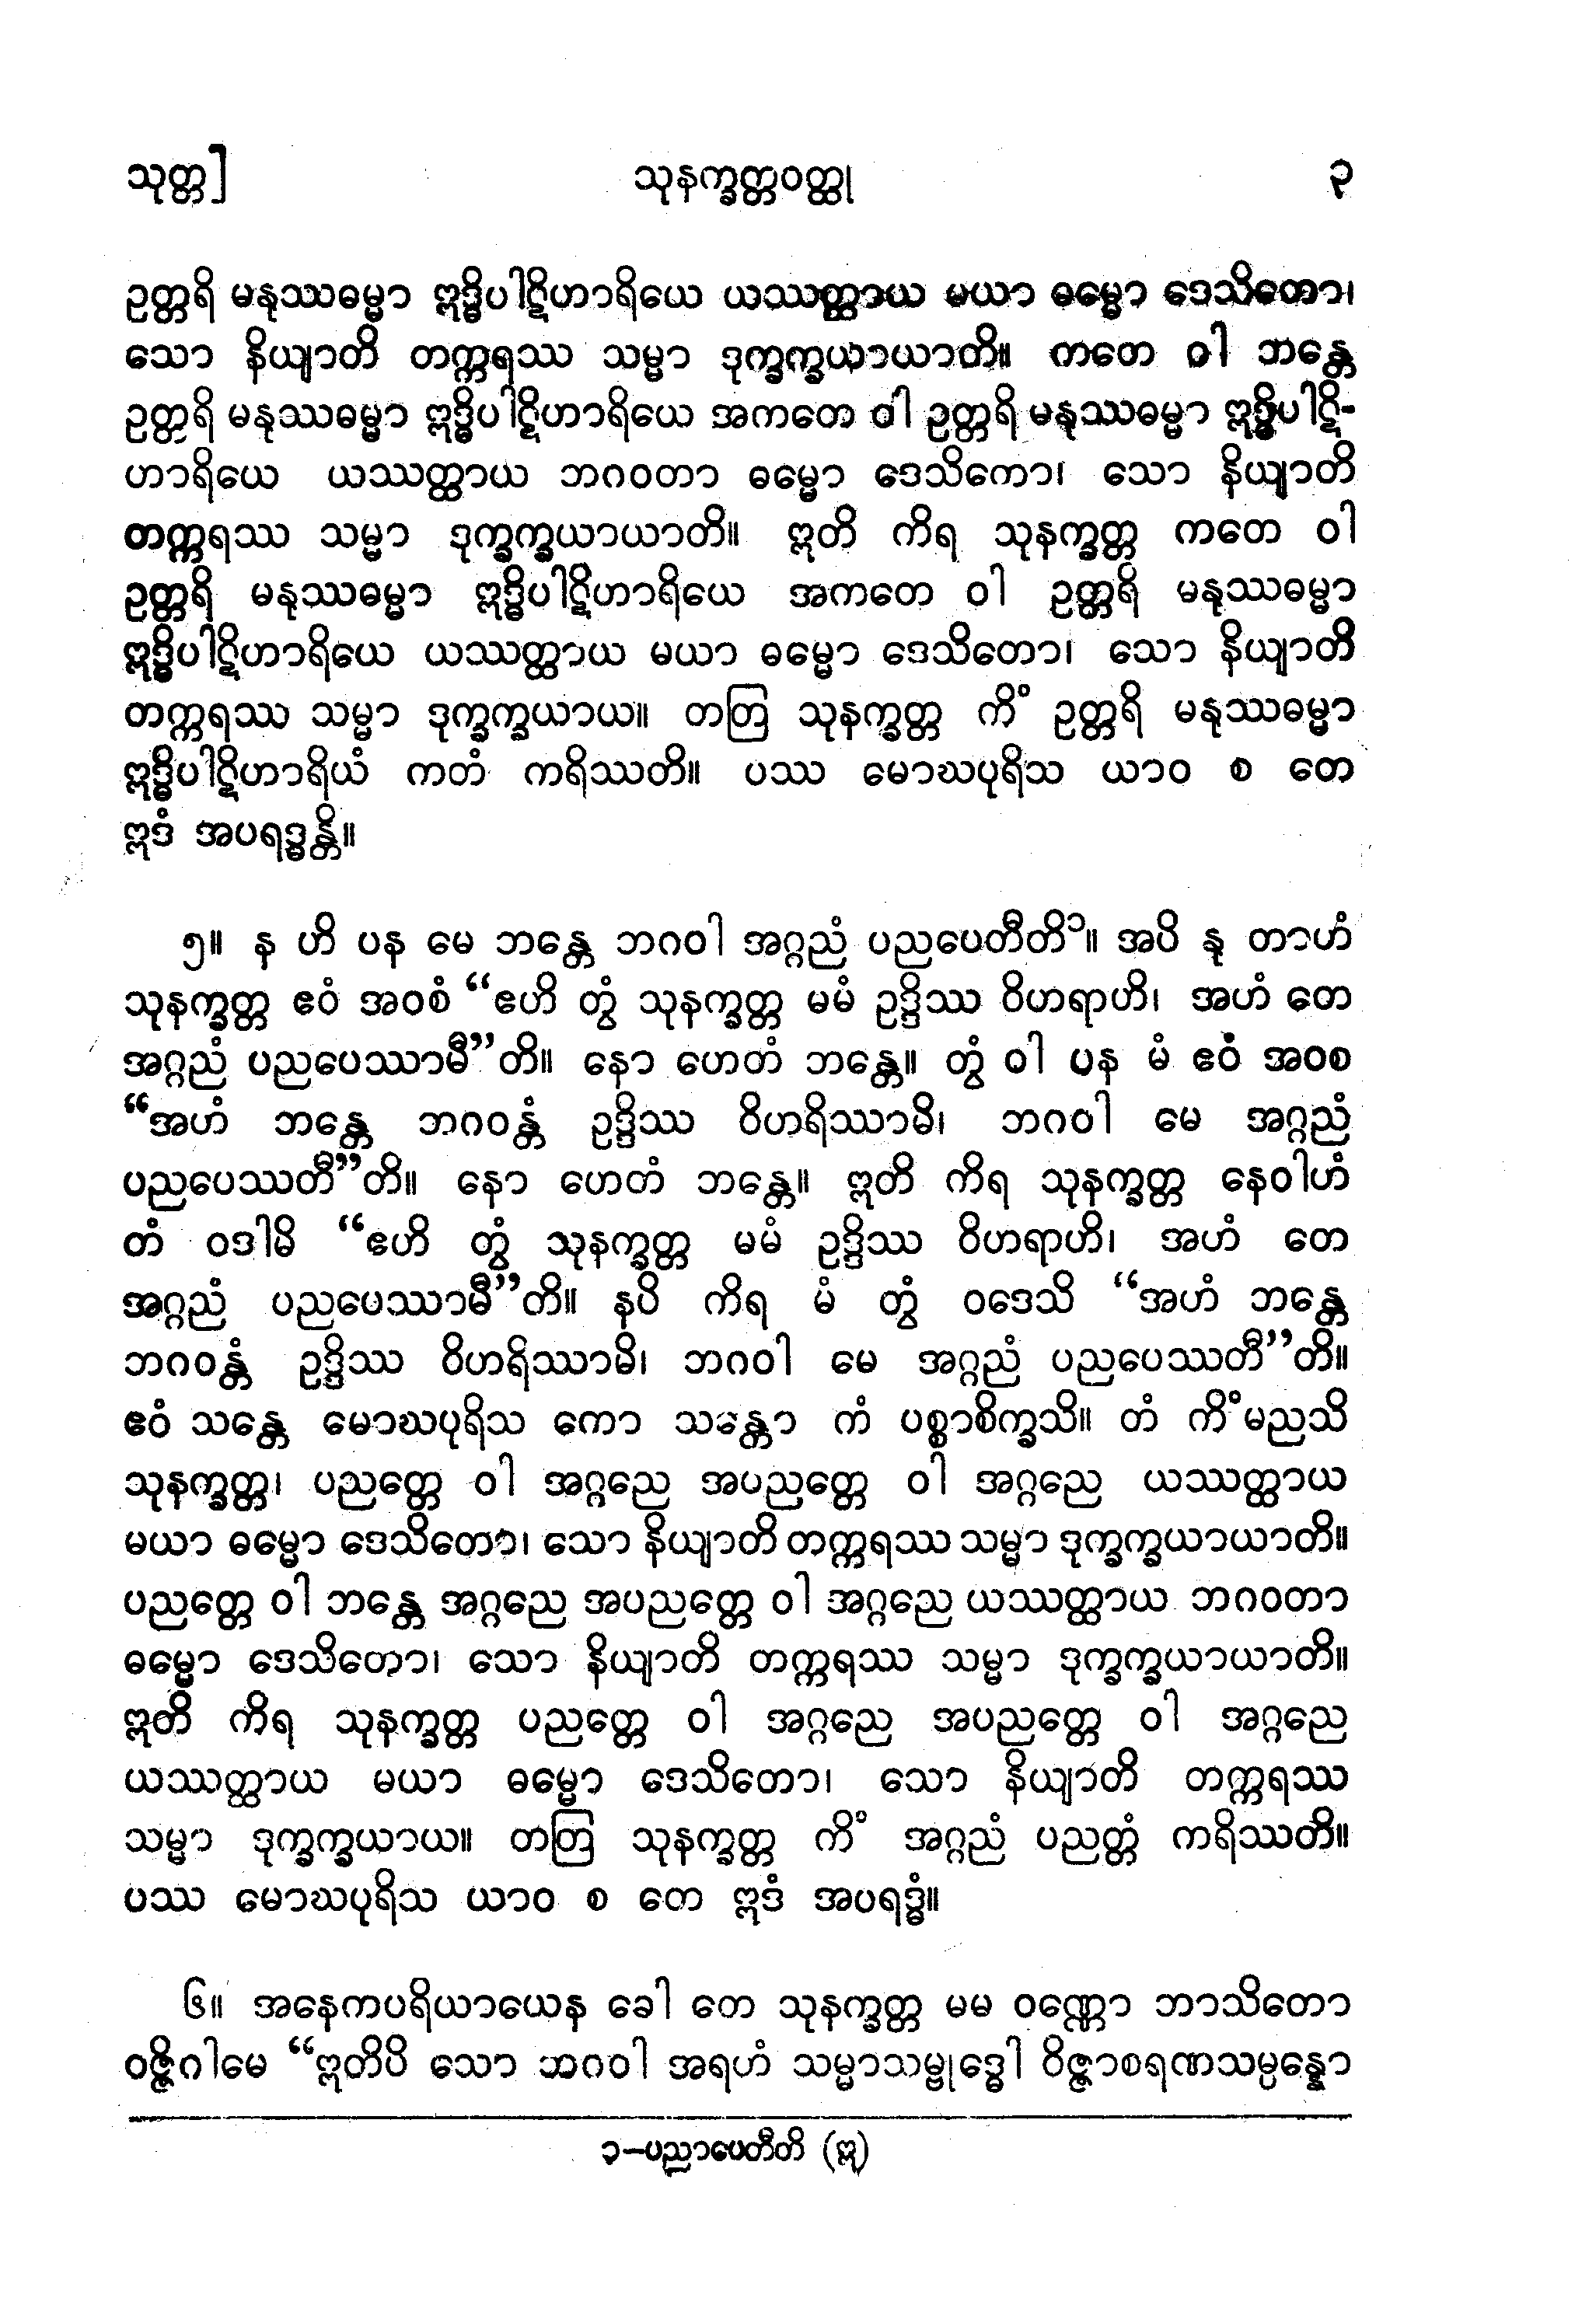 သုတ္တ] သုနက္ခတ္တဝတ္ထု ၃
ဥတ္တရိ မနုဿဓမ္မာ ဣဒ္ဓိပါဋိဟာရိယေ ယဿတ္ထာယ မယာ ဓမ္မော ဒေသိတော၊
သော နိယျာတိ တက္ကရဿ သမ္မာ ဒုက္ခက္ခယာယာတိ။ ကတေ ဝါ ဘန္တေ
ဥတ္တရိ မနုဿဓမ္မာ ဣဒ္ဓိပါဋိဟာရိယေ အကတေ ဝါ ဥတ္တရိ မနုဿဓမ္မာ ဣဒ္ဓိပါဋိ-
ဟာရိယေ ယဿတ္ထာယ ဘဂဝတာ ဓမ္မော ဒေသိကော၊ သော နိယျာတိ
တက္ကရဿ သမ္မာ ဒုက္ခက္ခယာယာတိ။ ဣတိ ကိရ သုနက္ခတ္တ ကတေ ဝါ
ဥတ္တရိ မနုဿဓမ္မာ ဣဒ္ဓိပါဋိဟာရိယေ အကတေ ဝါ ဥတ္တရိ မနုဿဓမ္မာ
ဣဒ္ဓိပါဋိဟာရိယေ ယဿတ္ထာယ မယာ ဓမ္မော ဒေသိတော၊ သော နိယျာတိ
တက္ကရဿ သမ္မာ ဒုက္ခက္ခယာယ။ တတြ သုနက္ခတ္တ ကိံ ဥတ္တရိ မနုဿဓမ္မာ
ဣဒ္ဓိပါဋိဟာရိယံ ကတံ ကရိဿတိ။ ပဿ မောဃပုရိသ ယာဝ စ တေ
ဣဒံ အပရဒ္ဓန္တိ။
၅။ န ဟိ ပန မေ ဘန္တေ ဘဂဝါ အဂ္ဂညံ ပညပေတီတိ၁။ အပိ နု တာဟံ
သုနက္ခတ္တ ဧဝံ အဝစံ “ဧဟိ တွံ သုနက္ခတ္တ မမံ ဥဒ္ဒိဿ ဝိဟရာဟိ၊ အဟံ တေ
အဂ္ဂညံ ပညပေဿာမီ”တိ။ နော ဟေတံ ဘန္တေ။ တွံ ဝါ ပန မံ ဧဝံ အဝစ
“အဟံ ဘန္တေ ဘဂဝန္တံ ဥဒ္ဒိဿ ဝိဟရိဿာမိ၊ ဘဂဝါ မေ အဂ္ဂညံ
ပညပေဿတီ”တိ။ နော ဟေတံ ဘန္တေ။ ဣတိ ကိရ သုနက္ခတ္တ နေဝါဟံ
တံ ဝဒါမိ “ဧဟိ တွံ သုနက္ခတ္တ မမံ ဥဒ္ဒိဿ ဝိဟရာဟိ၊ အဟံ တေ
အဂ္ဂညံ ပညပေဿာမီ”တိ။ နပိ ကိရ မံ တွံ ဝဒေသိ “အဟံ ဘန္တေ
ဘဂဝန္တံ ဥဒ္ဒိဿ ဝိဟရိဿာမိ၊ ဘဂဝါ မေ အဂ္ဂညံ ပညပေဿတီ”တိ။
ဧဝံ သန္တေ မောဃပုရိသ ကော သန္တော ကံ ပစ္စာစိက္ခသိ။ တံ ကိံမညသိ
သုနက္ခတ္တ၊ ပညတ္တေ ဝါ အဂ္ဂညေ အပညတ္တေ ဝါ အဂ္ဂညေ ယဿတ္ထာယ
မယာ ဓမ္မော ဒေသိတော၊ သော နိယျာတိ တက္ကရဿ သမ္မာ ဒုက္ခက္ခယာယာတိ။
ပညတ္တေ ဝါ ဘန္တေ အဂ္ဂညေ အပညတ္တေ ဝါ အဂ္ဂညေ ယဿတ္ထာယ ဘဂဝတာ
ဓမ္မော ဒေသိတော၊ သော နိယျာတိ တက္ကရဿ သမ္မာ ဒုက္ခက္ခယာယာတိ။
ဣတိ ကိရ သုနက္ခတ္တ ပညတ္တေ ဝါ အဂ္ဂညေ အပညတ္တေ ဝါ အဂ္ဂညေ
ယဿတ္ထာယ မယာ ဓမ္မော ဒေသိတော၊ သော နိယျာတိ တက္ကရဿ
သမ္မာ ဒုက္ခက္ခယာယ။ တတြ သုနက္ခတ္တ ကိံ အဂ္ဂညံ ပညတ္တံ ကရိဿတိ။
ပဿ မောဃပုရိသ ယာဝ စ တေ ဣဒံ အပရဒ္ဓံ။
၆။ အနေကပရိယာယေန ခေါ တေ သုနက္ခတ္တ မမ ဝဏ္ဏော ဘာသိတော
ဝဇ္ဇိဂါမေ “ဣတိပိ သော ဘဂဝါ အရဟံ သမ္မာသမ္ဗုဒ္ဓေါ ဝိဇ္ဇာစရဏသမ္ပန္နော
၁-ပညာပေတီတိ (ဣ)